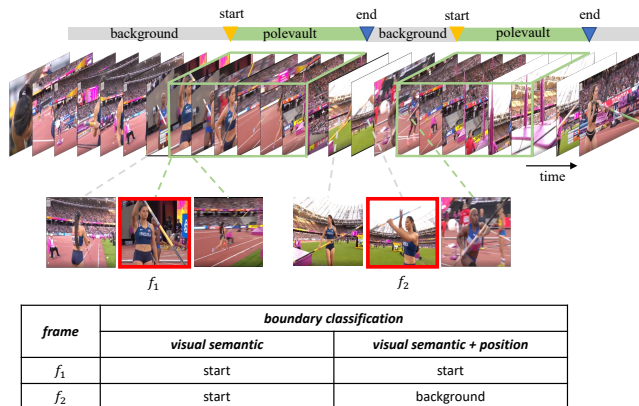 start end start end
background polevault background polevault
time
f₁ f₂
frame boundary classification
visual semantic visual semantic + position
f₁ start start
f₂ start background